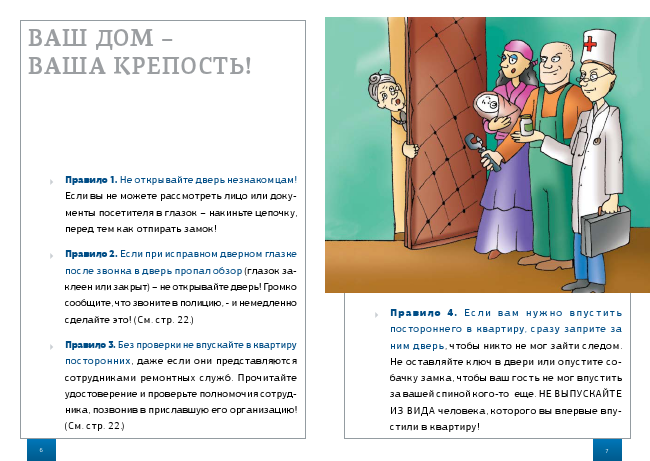 ВАШ ДОМ –
ВАША КРЕПОСТЬ!
Правило 1. Не открывайте дверь незнакомцам!
Если вы не можете рассмотреть лицо или доку-
менты посетителя в глазок – накиньте цепочку,
перед тем как отпирать замок!
Правило 2. Если при исправном дверном глазке
после звонка в дверь пропал обзор (глазок за-
клеен или закрыт) – не открывайте дверь! Громко
сообщите, что звоните в полицию, - и немедленно
сделайте это! (См. стр. 22.)
Правило 3. Без проверки не впускайте в квартиру
посторонних, даже если они представляются
сотрудниками ремонтных служб. Прочитайте
удостоверение и проверьте полномочия сотруд-
ника, позвонив в приславшую его организацию!
(См. стр. 22.)
6
Правило 4. Если вам нужно впустить
постороннего в квартиру, сразу заприте за
ним дверь, чтобы никто не мог зайти следом.
Не оставляйте ключ в двери или опустите со-
бачку замка, чтобы ваш гость не мог впустить
за вашей спиной кого-то еще. НЕ ВЫПУСКАЙТЕ
ИЗ ВИДА человека, которого вы впервые впу-
стили в квартиру!
7